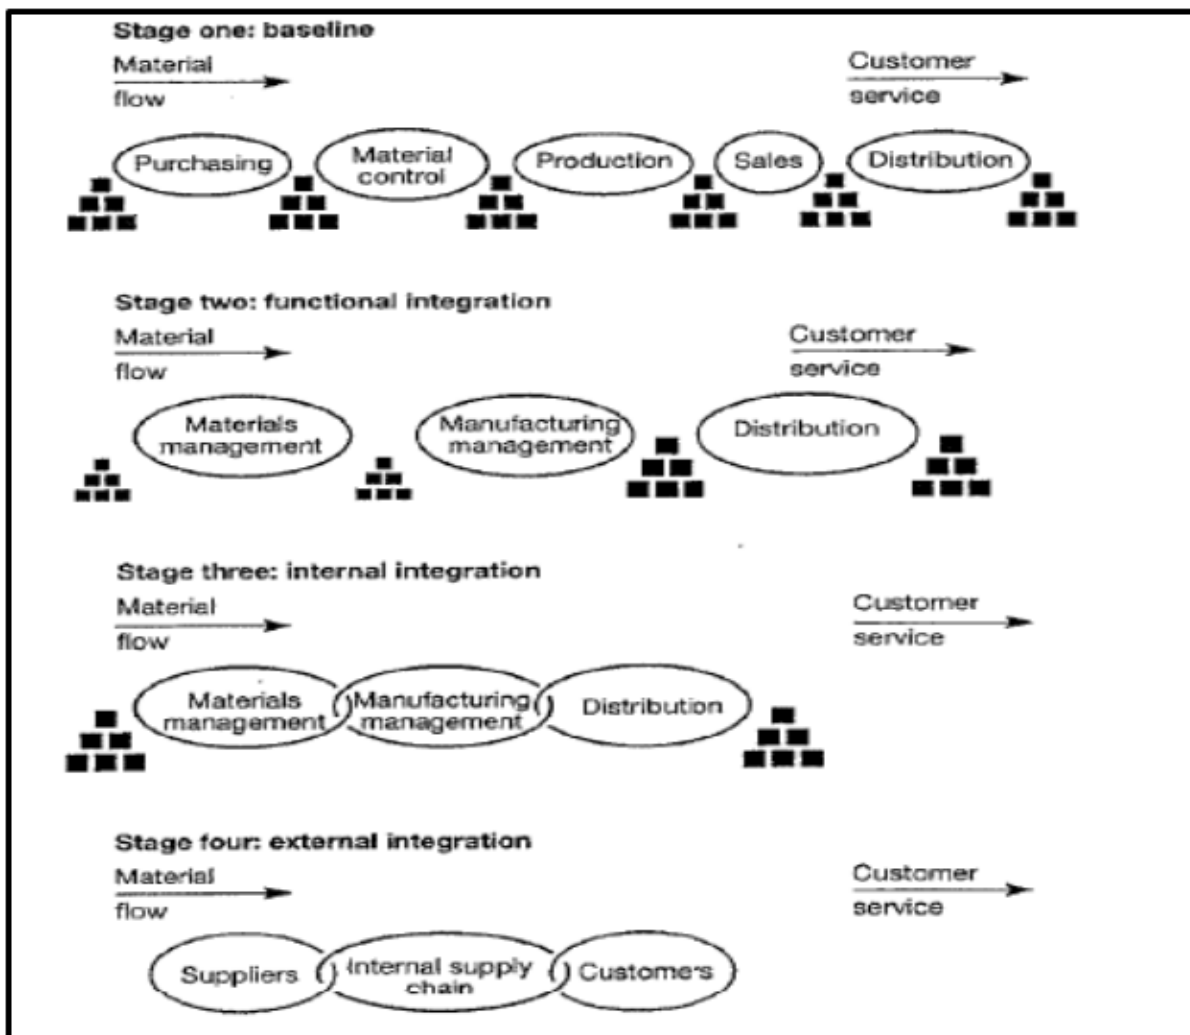 Stage one: baseline
Material
flow
Customer
service
Purchasing
Material
control
Production
Sales
Distribution
Stage two: functional integration
Material
flow
Customer
service
Materials
management
Manufacturing
management
Distribution
Stage three: internal integration
Material
flow
Customer
service
Materials
management
Manufacturing
management
Distribution
Stage four: external integration
Material
flow
Customer
service
Suppliers
Internal supply
chain
Customers